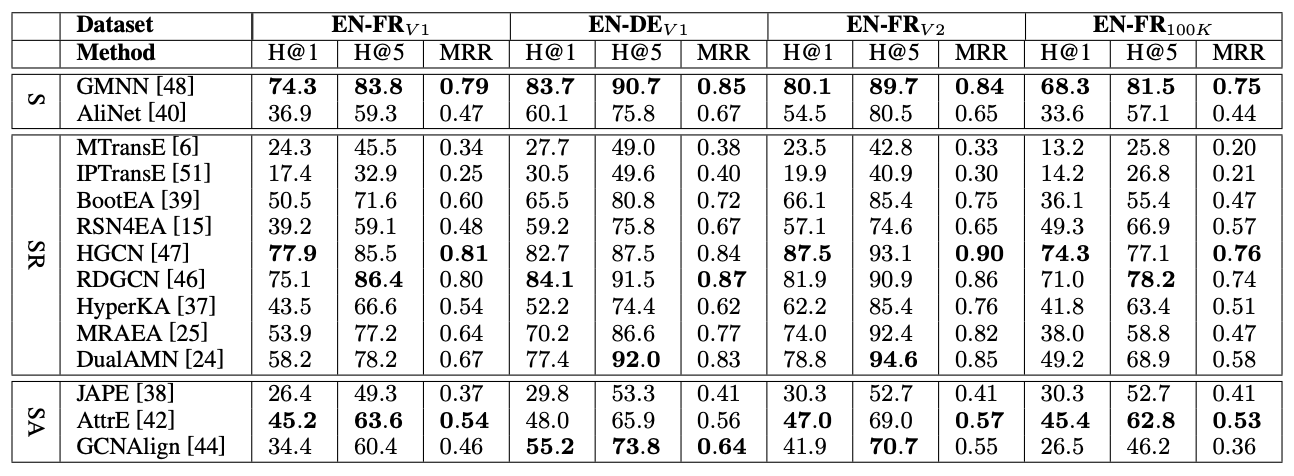 Dataset EN-FR_{V1} EN-DE_{V1} EN-FR_{V2} EN-FR_{100K}
Method H@1 H@5 MRR H@1 H@5 MRR H@1 H@5 MRR H@1 H@5 MRR
S
GMNN [48] 74.3 83.8 0.79 83.7 90.7 0.85 80.1 89.7 0.84 68.3 81.5 0.75
AliNet [40] 36.9 59.3 0.47 60.1 75.8 0.67 54.5 80.5 0.65 33.6 57.1 0.44
SR
MTransE [6] 24.3 45.5 0.34 27.7 49.0 0.38 23.5 42.8 0.33 13.2 25.8 0.20
IPTransE [51] 17.4 32.9 0.25 30.5 49.6 0.40 19.9 40.9 0.30 14.2 26.8 0.21
BootEA [39] 50.5 71.6 0.60 65.5 80.8 0.72 66.1 85.4 0.75 36.1 55.4 0.47
RSN4EA [15] 39.2 59.1 0.48 59.2 75.8 0.67 57.1 74.6 0.65 49.3 66.9 0.57
HGCN [47] 77.9 85.5 0.81 82.7 87.5 0.84 87.5 93.1 0.90 74.3 77.1 0.76
RDGCN [46] 75.1 86.4 0.80 84.1 91.5 0.87 81.9 90.9 0.86 71.0 78.2 0.74
HyperKA [37] 43.5 66.6 0.54 52.2 74.4 0.62 62.2 85.4 0.76 41.8 63.4 0.51
MRAEA [25] 53.9 77.2 0.64 70.2 86.6 0.77 74.0 92.4 0.82 38.0 58.8 0.47
DualAMN [24] 58.2 78.2 0.67 77.4 92.0 0.83 78.8 94.6 0.85 49.2 68.9 0.58
SA
JAPE [38] 26.4 49.3 0.37 29.8 53.3 0.41 30.3 52.7 0.41 30.3 52.7 0.41
AttrE [42] 45.2 63.6 0.54 48.0 65.9 0.56 47.0 69.0 0.57 45.4 62.8 0.53
GCNAlign [44] 34.4 60.4 0.46 55.2 73.8 0.64 41.9 70.7 0.55 26.5 46.2 0.36